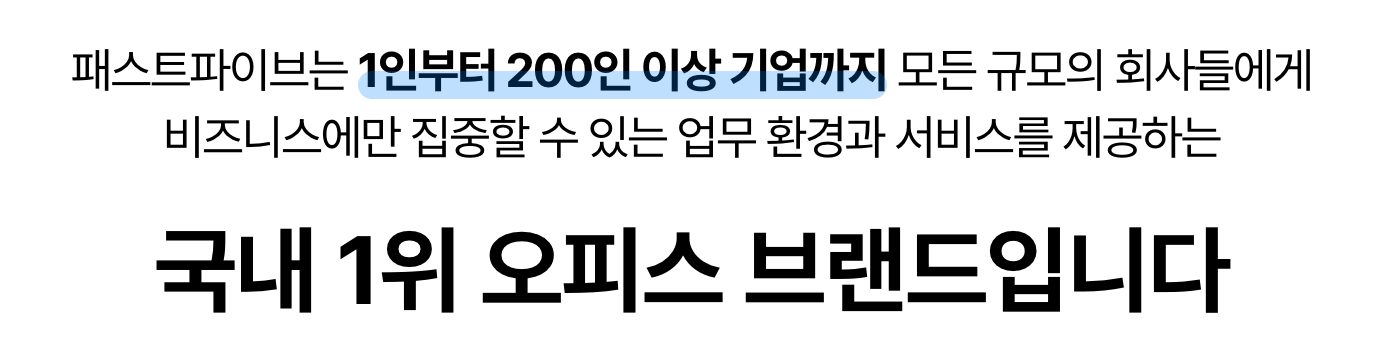 패스트파이브는 1인부터 200인 이상 기업까지 모든 규모의 회사들에게
비즈니스에만 집중할 수 있는 업무 환경과 서비스를 제공하는
국내 1위 오피스 브랜드입니다